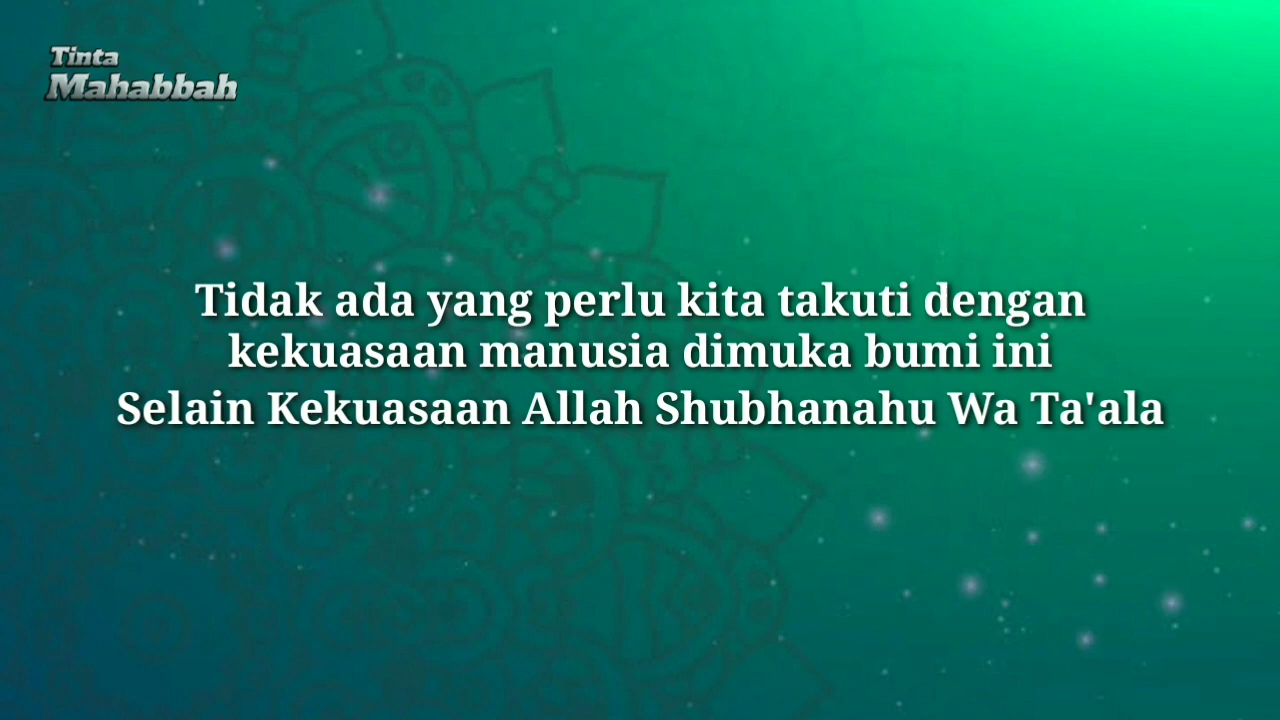 Tinta
Mahabbah
Tidak ada yang perlu kita takuti dengan
kekuasaan manusia dimuka bumi ini
Selain Kekuasaan Allah Shubhanahu Wa Ta'ala